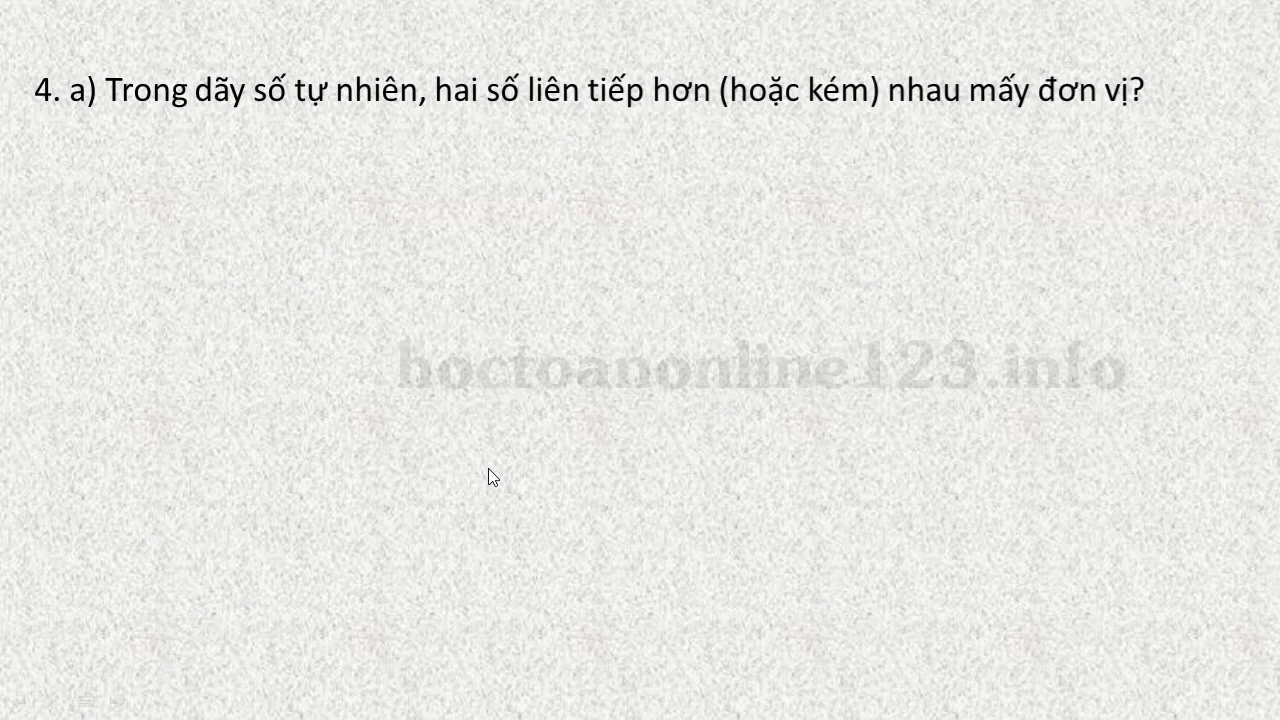 4. a) Trong dãy số tự nhiên, hai số liên tiếp hơn (hoặc kém) nhau mấy đơn vị?
hoctoanonline123.info